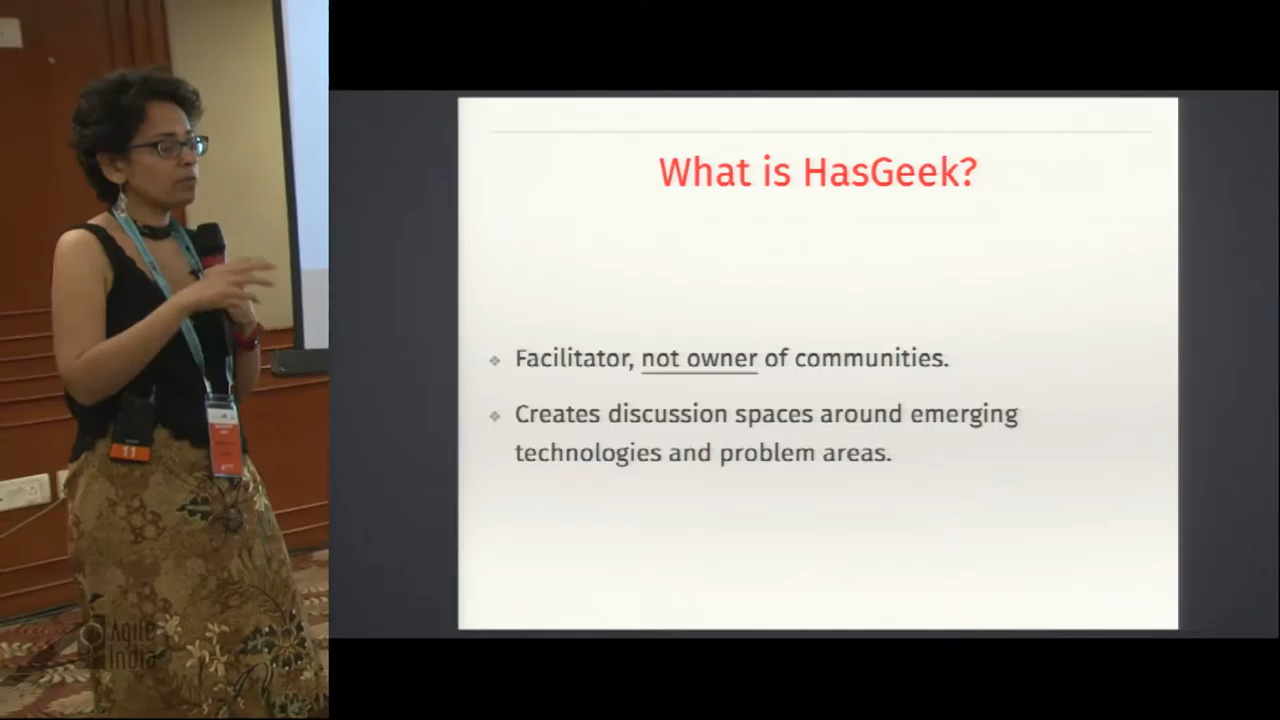 What is HasGeek?
Facilitator, not owner of communities.
Creates discussion spaces around emerging
technologies and problem areas.
11
Agile
India